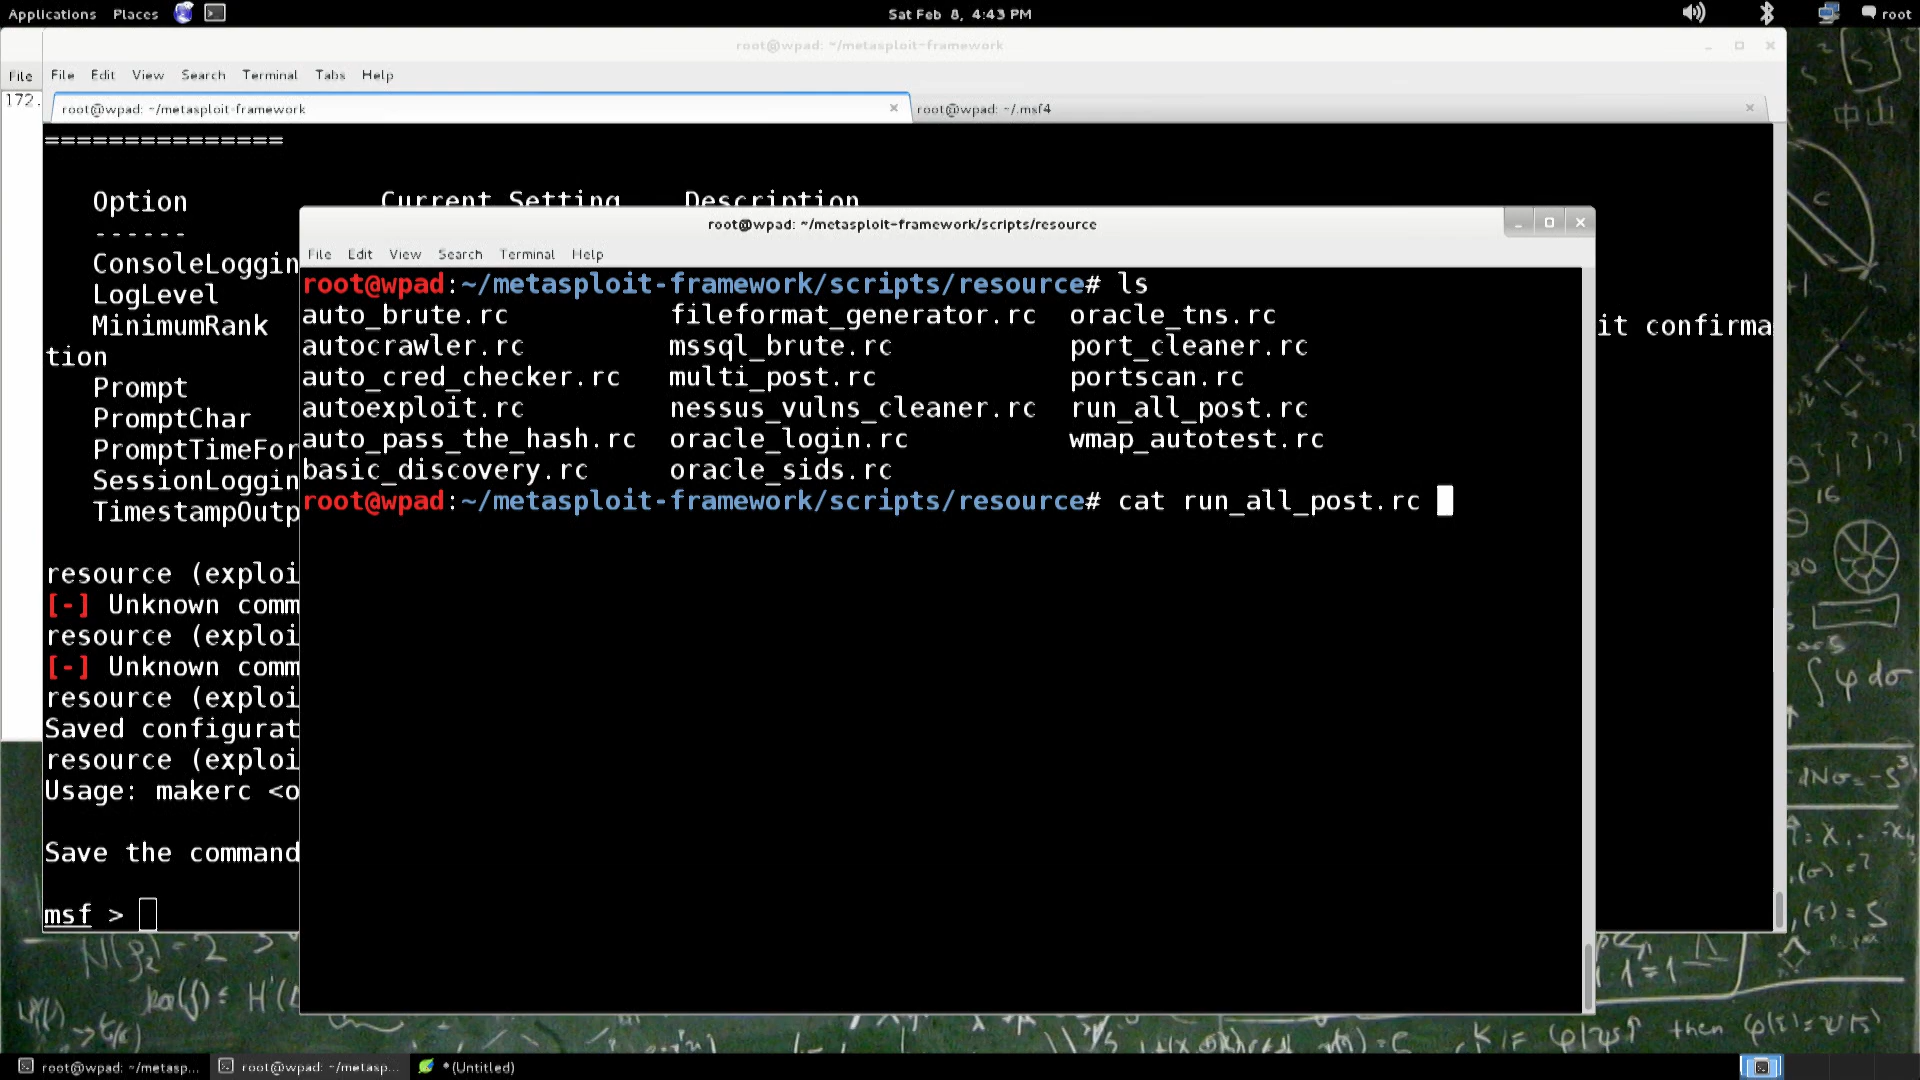 Applications Places Sat Feb 8, 4:43 PM root
root@wpad: ~/metasploit-framework
File File Edit View Search Terminal Tabs Help
172.
root@wpad: ~/metasploit-framework root@wpad: ~/.msf4
===============
Option Current Setting Description
------
ConsoleLoggin
LogLevel
MinimumRank it confirma
tion
Prompt
PromptChar
PromptTimeFor
SessionLoggin
TimestampOutp
resource (exploi
[-] Unknown comm
resource (exploi
[-] Unknown comm
resource (exploi
Saved configurat
resource (exploi
Usage: makerc <o
Save the command
msf >
root@wpad: ~/metasploit-framework/scripts/resource
File Edit View Search Terminal Help
root@wpad:~/metasploit-framework/scripts/resource# ls
auto_brute.rc fileformat_generator.rc oracle_tns.rc
autocrawler.rc mssql_brute.rc port_cleaner.rc
auto_cred_checker.rc multi_post.rc portscan.rc
autoexploit.rc nessus_vulns_cleaner.rc run_all_post.rc
auto_pass_the_hash.rc oracle_login.rc wmap_autotest.rc
basic_discovery.rc oracle_sids.rc
root@wpad:~/metasploit-framework/scripts/resource# cat run_all_post.rc
中山
then
root@wpad: ~/metasp... root@wpad: ~/metasp... *(Untitled)